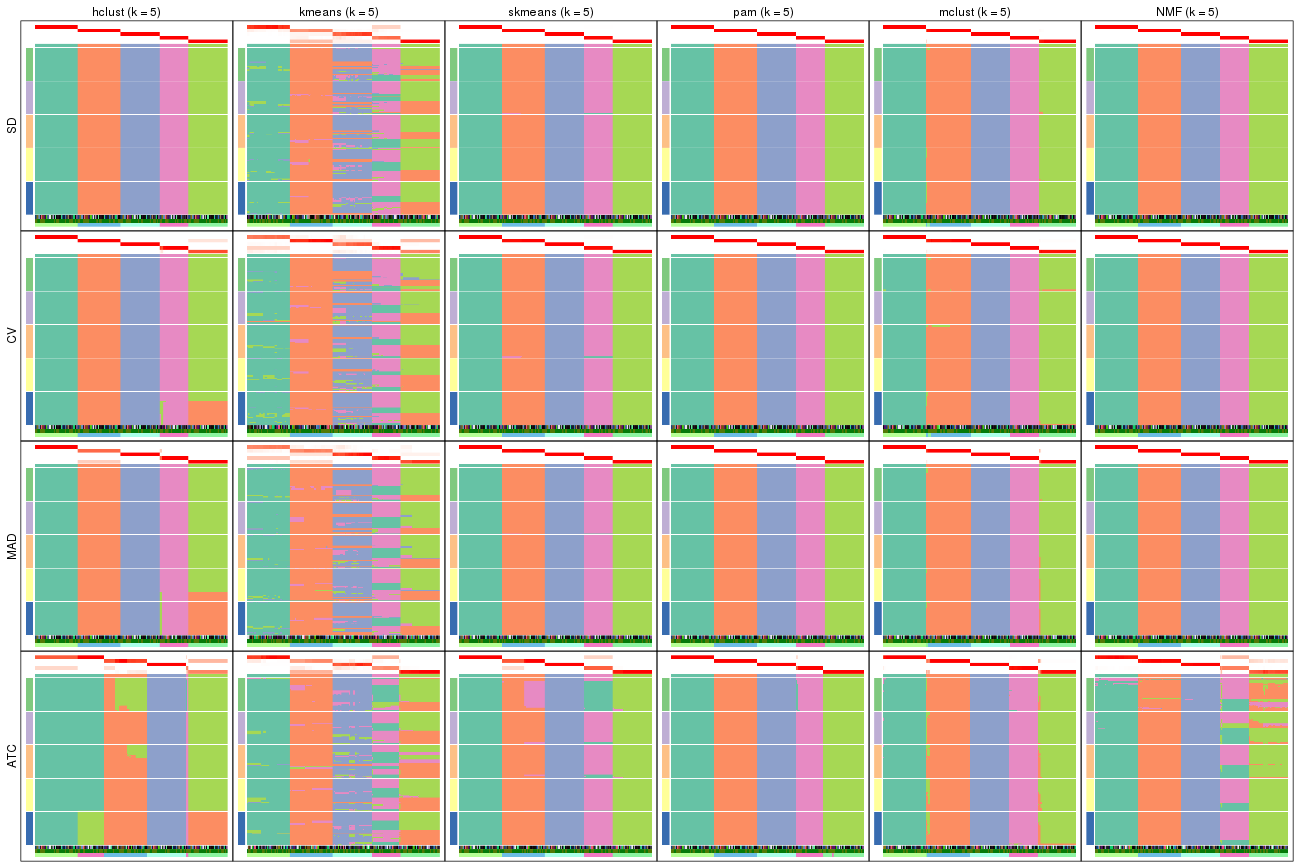 hclust (k = 5)
kmeans (k = 5)
skmeans (k = 5)
pam (k = 5)
mclust (k = 5)
NMF (k = 5)
SD
CV
MAD
ATC